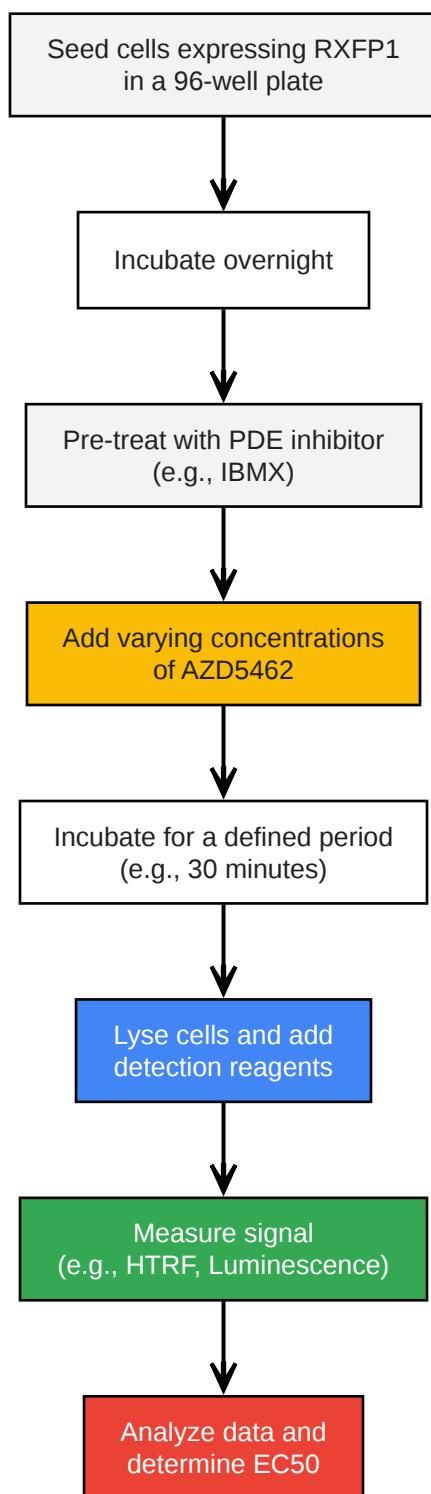 Seed cells expressing RXFP1
in a 96-well plate
Incubate overnight
Pre-treat with PDE inhibitor
(e.g., IBMX)
Add varying concentrations
of AZD5462
Incubate for a defined period
(e.g., 30 minutes)
Lyse cells and add
detection reagents
Measure signal
(e.g., HTRF, Luminescence)
Analyze data and
determine EC50